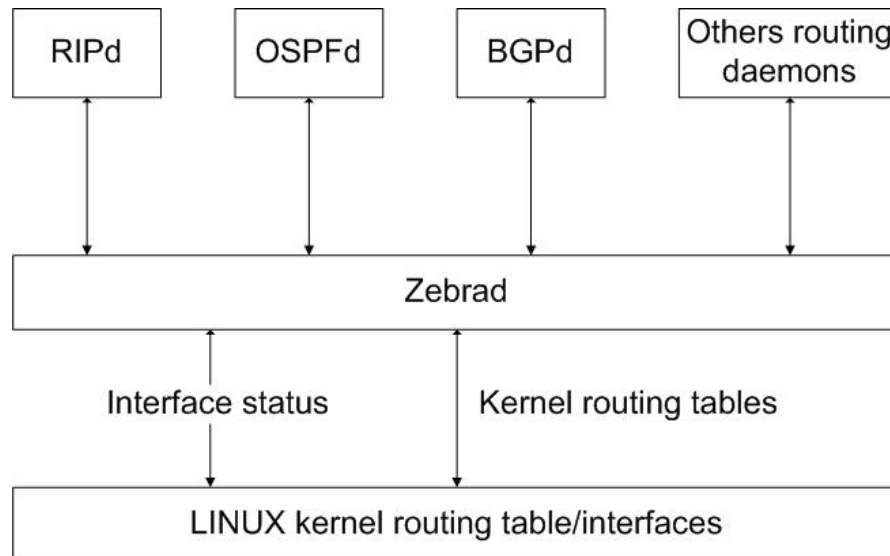 RIPd
OSPFd
BGPd
Others routing
daemons
Zebrad
Interface status
Kernel routing tables
LINUX kernel routing table/interfaces